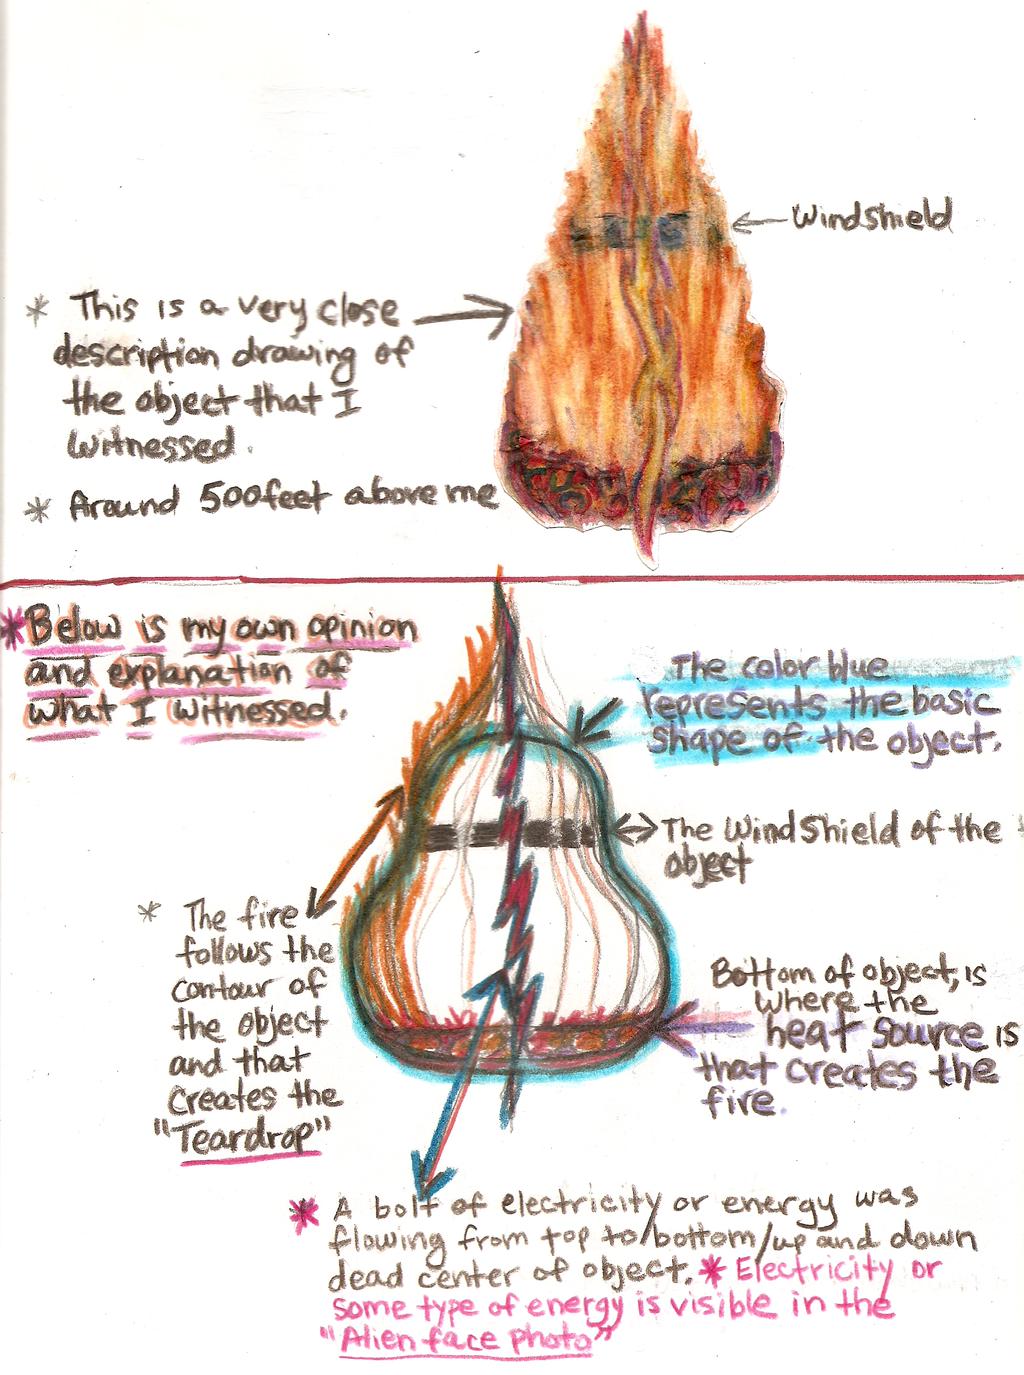 Windshield
* This is a very close
description drawing of
the object that I
witnessed.
* Around 500feet above me
* Below is my own opinion
and explanation of
what I witnessed.
The color blue
represents the basic
shape of the object.
The Windshield of the
object
* The fire
follows the
contour of
the object
and that
creates the
"Teardrop"
Bottom of object, is
where the
heat source is
that creates the
fire.
* A bolt of electricity or energy was
flowing from top to/bottom/up and down
dead center of object. * Electricity or
some type of energy is visible in the
"Alien face photo"